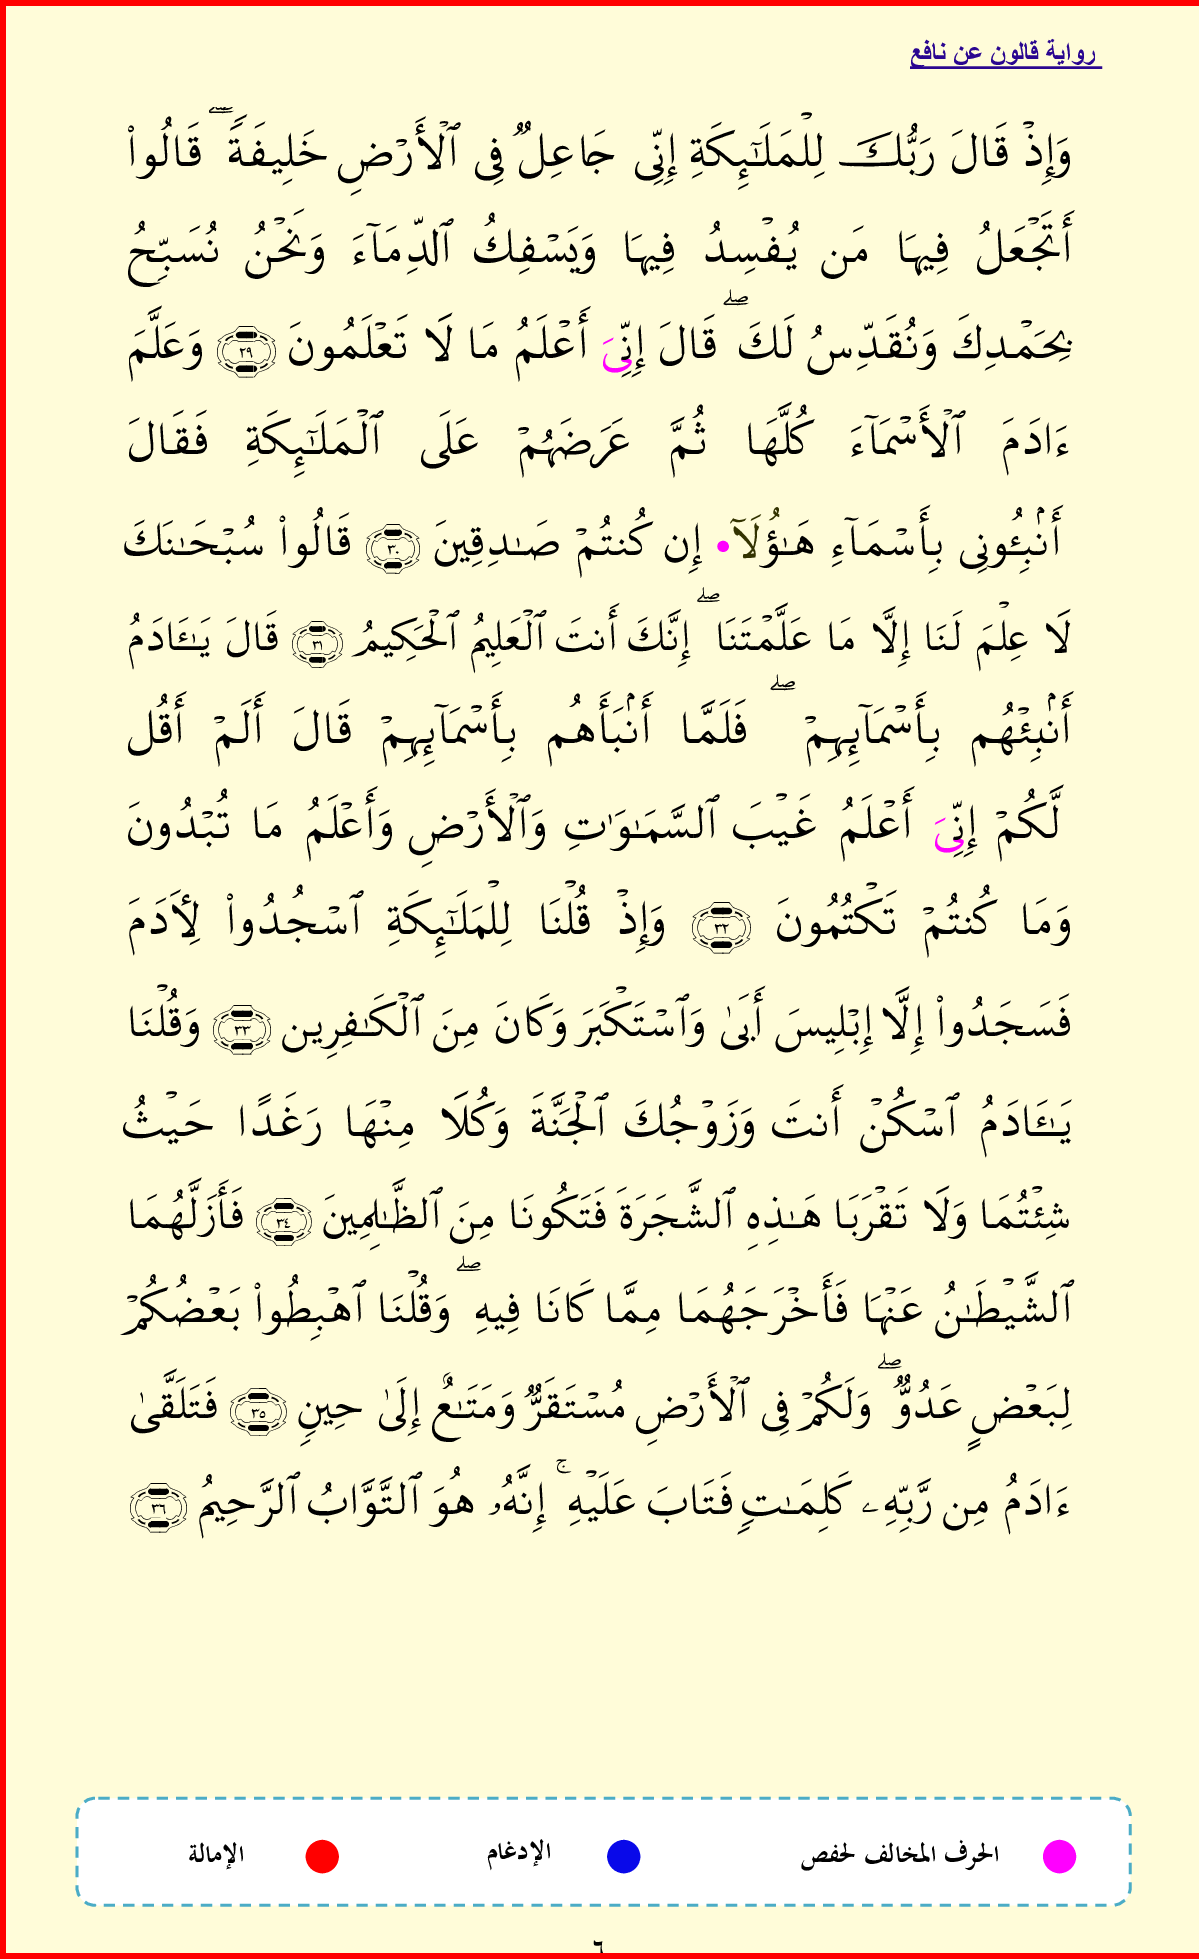 رواية قالون عن نافع
وَإِذْ قَالَ رَبُّكَ لِلْمَلَٰٓئِكَةِ إِنِّى جَاعِلٌ فِى ٱلْأَرْضِ خَلِيفَةً ۖ قَالُوا۟
أَتَجْعَلُ فِيهَا مَن يُفْسِدُ فِيهَا وَيَسْفِكُ ٱلدِّمَآءَ وَنَحْنُ نُسَبِّحُ
بِحَمْدِكَ وَنُقَدِّسُ لَكَ ۖ قَالَ إِنِّىَ أَعْلَمُ مَا لَا تَعْلَمُونَ ٢٩ وَعَلَّمَ
ءَادَمَ ٱلْأَسْمَآءَ كُلَّهَا ثُمَّ عَرَضَهُمْ عَلَى ٱلْمَلَٰٓئِكَةِ فَقَالَ
أَنۢبِـُٔونِى بِأَسْمَآءِ هَٰٓؤُلَآ• إِن كُنتُمْ صَٰدِقِينَ ٣٠ قَالُوا۟ سُبْحَٰنَكَ
لَا عِلْمَ لَنَا إِلَّا مَا عَلَّمْتَنَا ۖ إِنَّكَ أَنتَ ٱلْعَلِيمُ ٱلْحَكِيمُ ٣١ قَالَ يَٰٓـَٔادَمُ
أَنۢبِئْهُم بِأَسْمَآئِهِمْ ۖ فَلَمَّا أَنۢبَأَهُم بِأَسْمَآئِهِمْ قَالَ أَلَمْ أَقُل
لَّكُمْ إِنِّىَ أَعْلَمُ غَيْبَ ٱلسَّمَٰوَٰتِ وَٱلْأَرْضِ وَأَعْلَمُ مَا تُبْدُونَ
وَمَا كُنتُمْ تَكْتُمُونَ ٣٢ وَإِذْ قُلْنَا لِلْمَلَٰٓئِكَةِ ٱسْجُدُوا۟ لِأَدَمَ
فَسَجَدُوا۟ إِلَّا إِبْلِيسَ أَبَىٰ وَٱسْتَكْبَرَ وَكَانَ مِنَ ٱلْكَٰفِرِين ٣٣ وَقُلْنَا
يَٰـَٔادَمُ ٱسْكُنْ أَنتَ وَزَوْجُكَ ٱلْجَنَّةَ وَكُلَا مِنْهَا رَغَدًا حَيْثُ
شِئْتُمَا وَلَا تَقْرَبَا هَٰذِهِ ٱلشَّجَرَةَ فَتَكُونَا مِنَ ٱلظَّٰلِمِينَ ٣٤ فَأَزَلَّهُمَا
ٱلشَّيْطَٰنُ عَنْهَا فَأَخْرَجَهُمَا مِمَّا كَانَا فِيهِ ۖ وَقُلْنَا ٱهْبِطُوا۟ بَعْضُكُمْ
لِبَعْضٍ عَدُوٌّ ۖ وَلَكُمْ فِى ٱلْأَرْضِ مُسْتَقَرٌّ وَمَتَٰعٌ إِلَىٰ حِينٍ ٣٥ فَتَلَقَّىٰ
ءَادَمُ مِن رَّبِّهِۦ كَلِمَٰتٍ فَتَابَ عَلَيْهِ ۚ إِنَّهُۥ هُوَ ٱلتَّوَّابُ ٱلرَّحِيمُ ٣٦
الحرف المخالف لحفص الإدغام الإمالة
٦